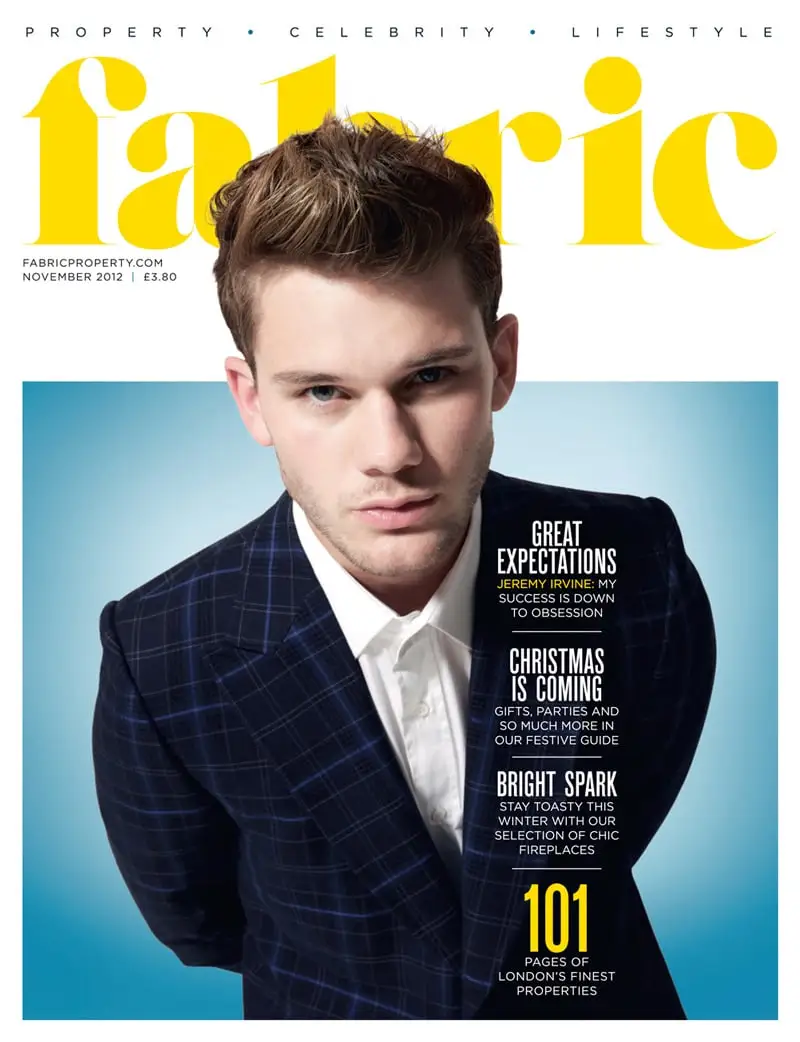 PROPERTY • CELEBRITY • LIFESTYLE
fabric
FABRICPROPERTY.COM
NOVEMBER 2012 | £3.80
GREAT
EXPECTATIONS
JEREMY IRVINE: MY
SUCCESS IS DOWN
TO OBSESSION
CHRISTMAS
IS COMING
GIFTS, PARTIES AND
SO MUCH MORE IN
OUR FESTIVE GUIDE
BRIGHT SPARK
STAY TOASTY THIS
WINTER WITH OUR
SELECTION OF CHIC
FIREPLACES
101
PAGES OF
LONDON'S FINEST
PROPERTIES